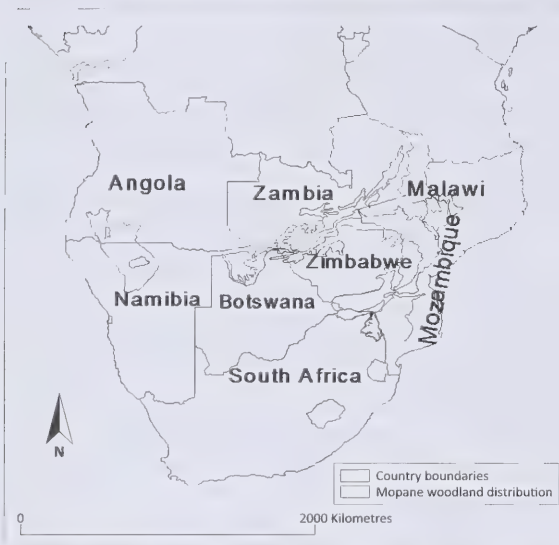 Angola
Zambia
Malawi
Zimbabwe
Mozambique
Namibia
Botswana
South Africa
N
Country boundaries
Mopane woodland distribution
0
2000 Kilometres